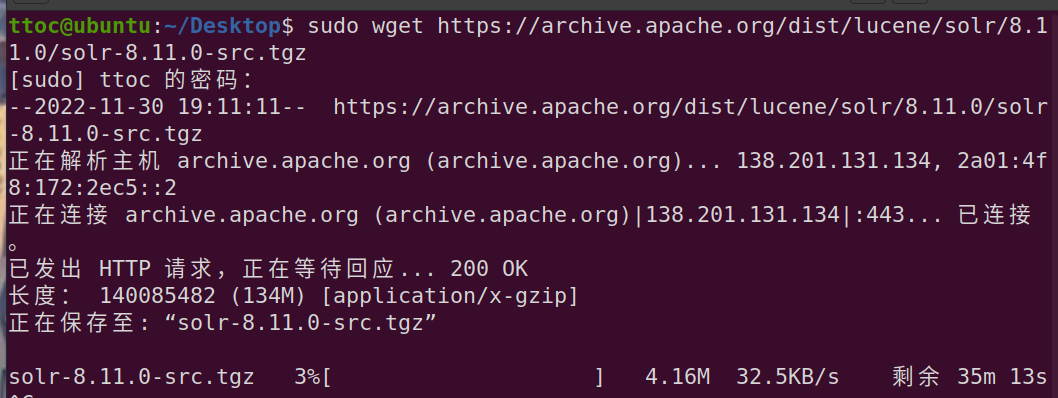 ttoc@ubuntu:~/Desktop$ sudo wget https://archive.apache.org/dist/lucene/solr/8.1
1.0/solr-8.11.0-src.tgz
[sudo] ttoc 的密码：
--2022-11-30 19:11:11--  https://archive.apache.org/dist/lucene/solr/8.11.0/solr
-8.11.0-src.tgz
正在解析主机 archive.apache.org (archive.apache.org)... 138.201.131.134, 2a01:4f
8:172:2ec5::2
正在连接 archive.apache.org (archive.apache.org)|138.201.131.134|:443... 已连接
。
已发出 HTTP 请求，正在等待回应... 200 OK
长度： 140085482 (134M) [application/x-gzip]
正在保存至: “solr-8.11.0-src.tgz”
solr-8.11.0-src.tgz   3%[                    ]   4.16M  32.5KB/s    剩余 35m 13s